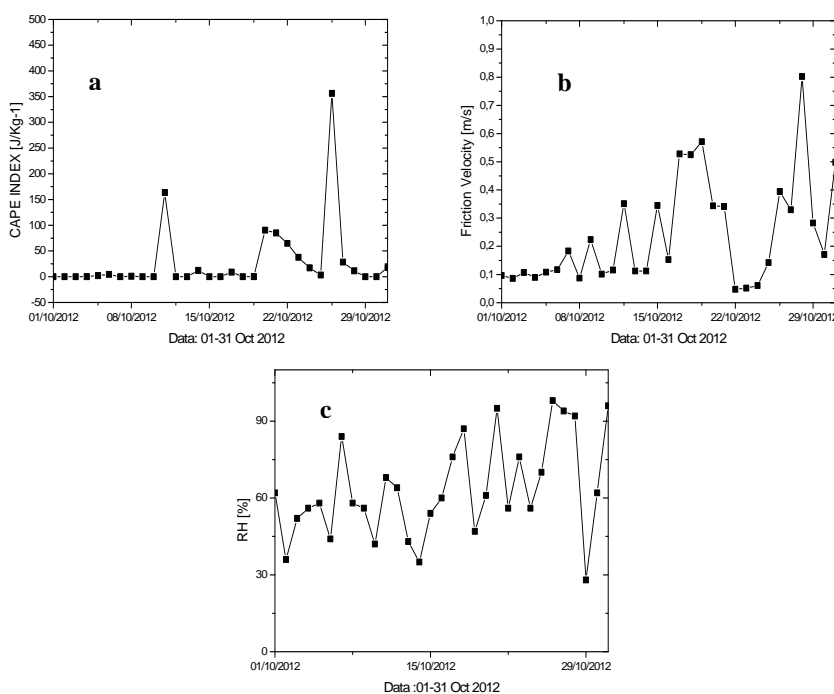 a
500
450
400
350
300
250
200
150
100
50
0
-50
CAPE INDEX [J/Kg-1]
01/10/2012 08/10/2012 15/10/2012 22/10/2012 29/10/2012
Data: 01-31 Oct 2012
b
1,0
0,9
0,8
0,7
0,6
0,5
0,4
0,3
0,2
0,1
0,0
Friction Velocity [m/s]
01/10/2012 08/10/2012 15/10/2012 22/10/2012 29/10/2012
Data: 01-31 Oct 2012
c
90
60
30
0
RH [%]
01/10/2012 15/10/2012 29/10/2012
Data :01-31 Oct 2012